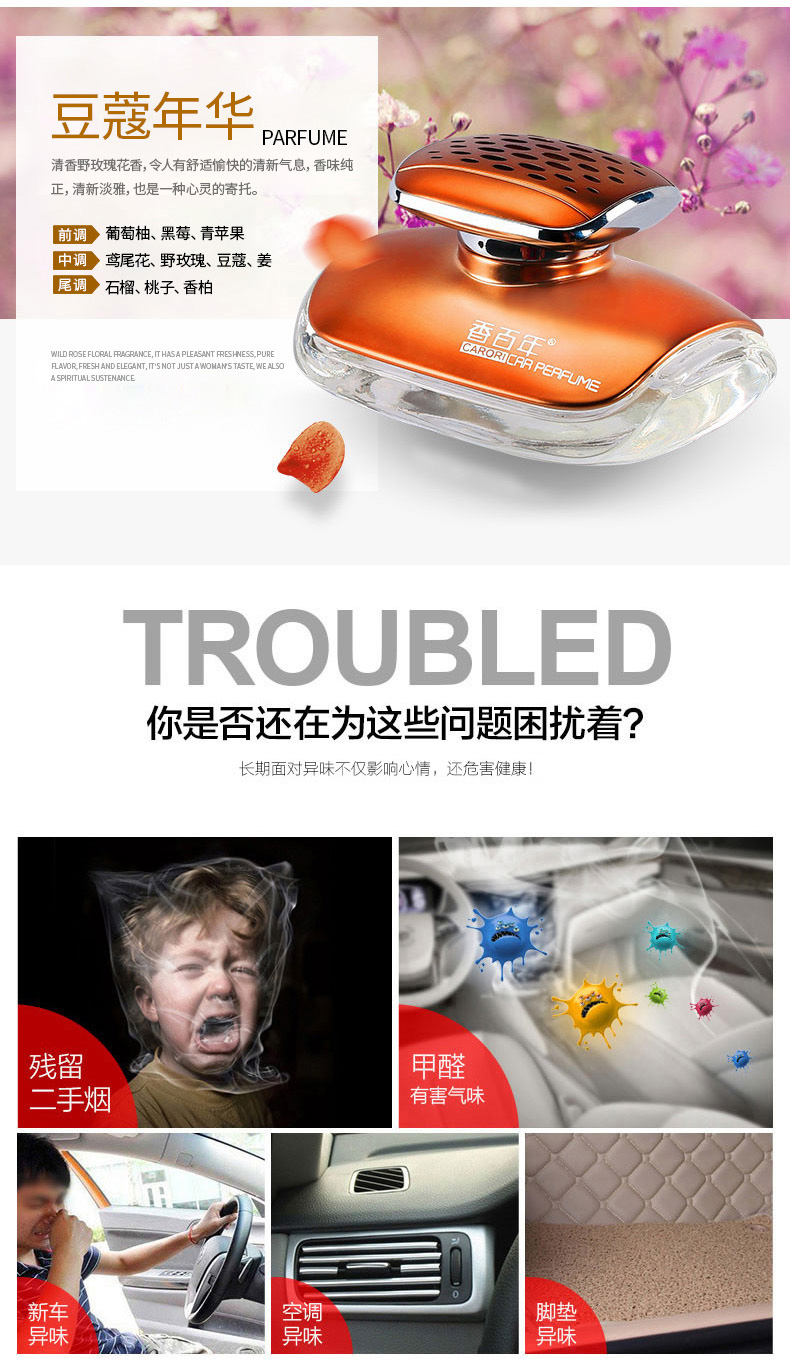 豆蔻年华 PARFUME
清香野玫瑰花香，令人有舒适愉快的清新气息，香味纯
正，清新淡雅，也是一种心灵的寄托。
前调 葡萄柚、黑莓、青苹果
中调 鸢尾花、野玫瑰、豆蔻、姜
尾调 石榴、桃子、香柏
WILD ROSE FLORAL FRAGRANCE, IT HAS A PLEASANT FRESHNESS, PURE
FLAVOR, FRESH AND ELEGANT, IT'S NOT JUST A WOMAN'S TASTE, WE ALSO
A SPIRITUAL SUSTENANCE.
香百年®
CARORI CAR PERFUME
TROUBLED
你是否还在为这些问题困扰着?
长期面对异味不仅影响心情，还危害健康！
残留
二手烟
甲醛
有害气味
新车
异味
空调
异味
脚垫
异味